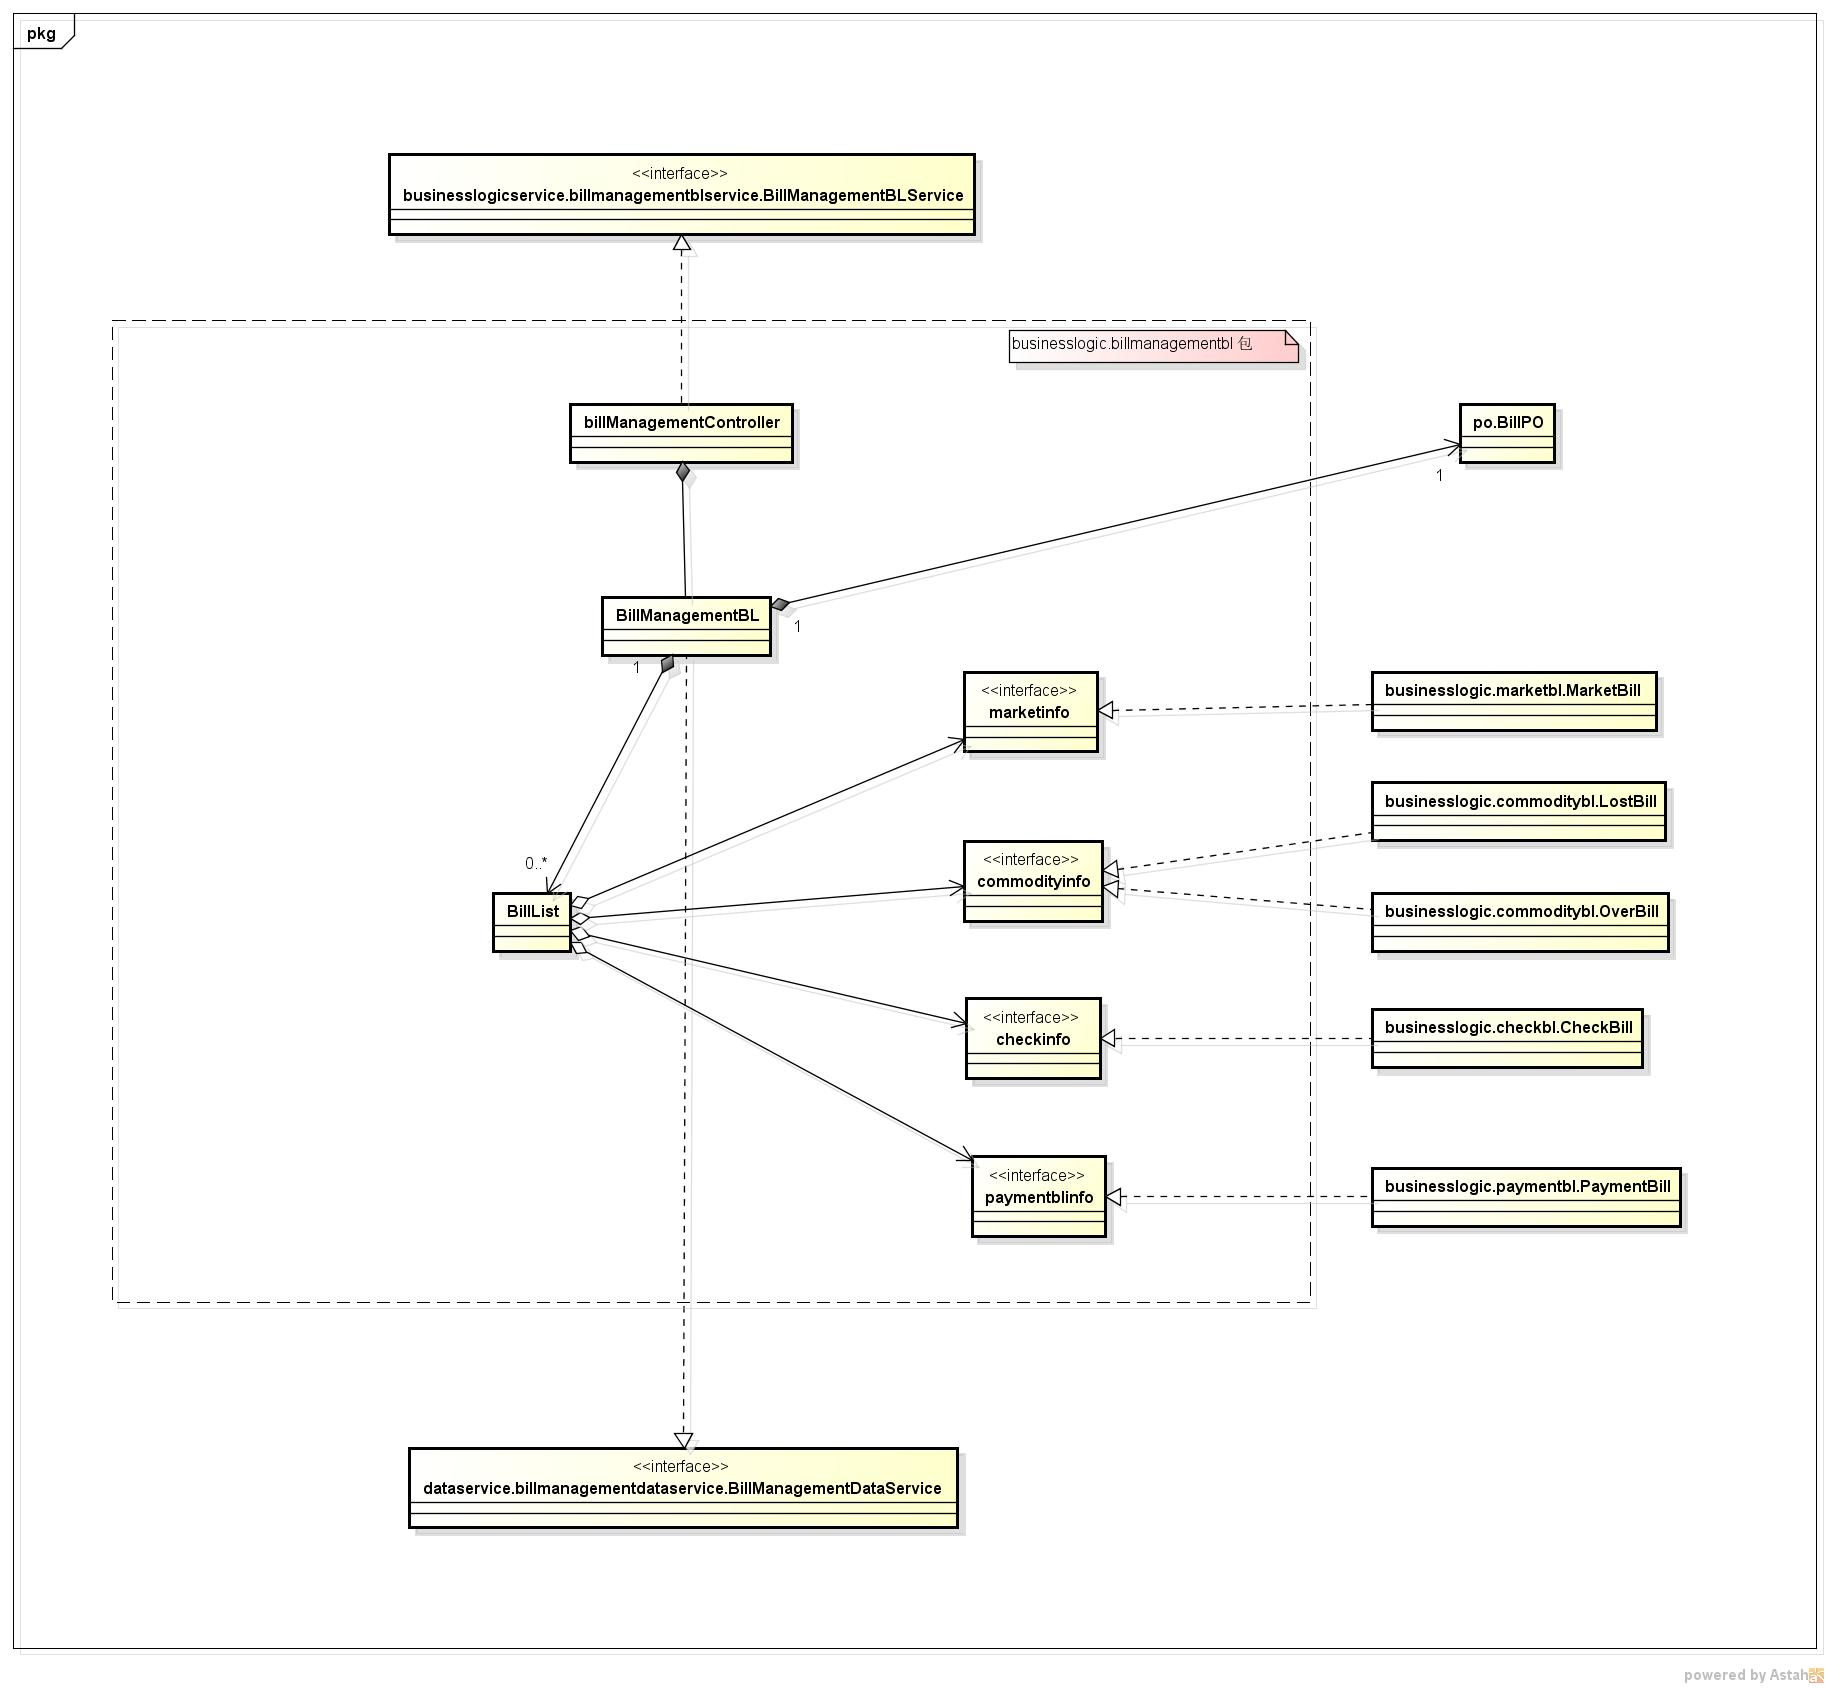 pkg
<<interface>>
businesslogicservice.billmanagementblservice.BillManagementBLService
businesslogic.billmanagementbl 包
billManagementController
po.BillPO
1
BillManagementBL
1
1
<<interface>>
marketinfo
businesslogic.marketbl.MarketBill
businesslogic.commoditybl.LostBill
0..*
<<interface>>
commodityinfo
BillList
businesslogic.commoditybl.OverBill
<<interface>>
checkinfo
businesslogic.checkbl.CheckBill
<<interface>>
paymentblinfo
businesslogic.paymentbl.PaymentBill
<<interface>>
dataservice.billmanagementdataservice.BillManagementDataService
powered by Astah